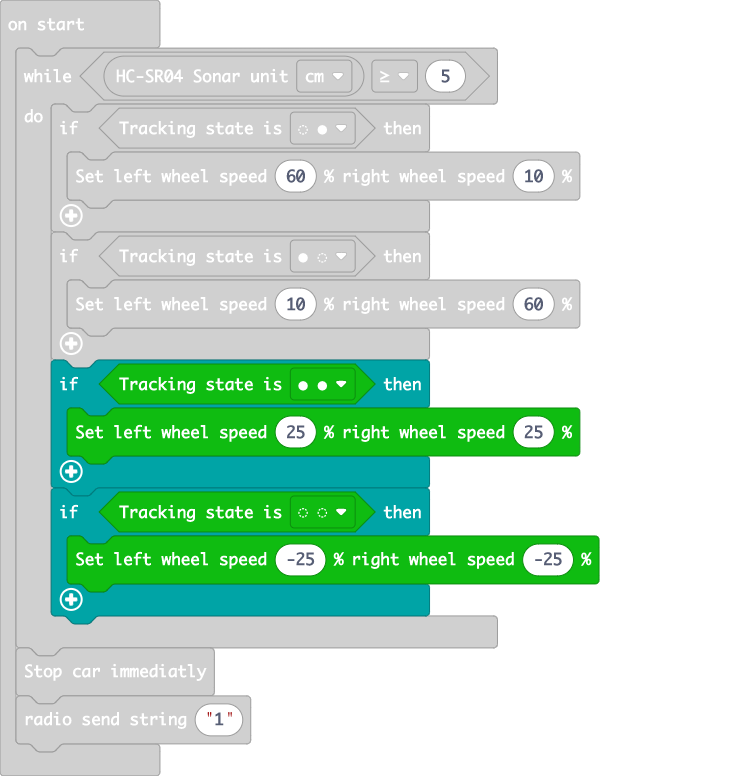 on start
while HC-SR04 Sonar unit cm ≥ 5
do
if Tracking state is ◌ ● then
Set left wheel speed 60 % right wheel speed 10 %
if Tracking state is ● ◌ then
Set left wheel speed 10 % right wheel speed 60 %
if Tracking state is ● ● then
Set left wheel speed 25 % right wheel speed 25 %
if Tracking state is ◌ ◌ then
Set left wheel speed -25 % right wheel speed -25 %
Stop car immediatly
radio send string "1"